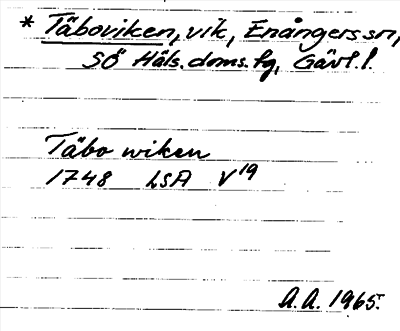 * Täboviken, vik, Enångers sn,
SÖ Häls. doms. fg, Gävl. l.
Täbo wiken
1748 LSA V19
A.A. 1965.